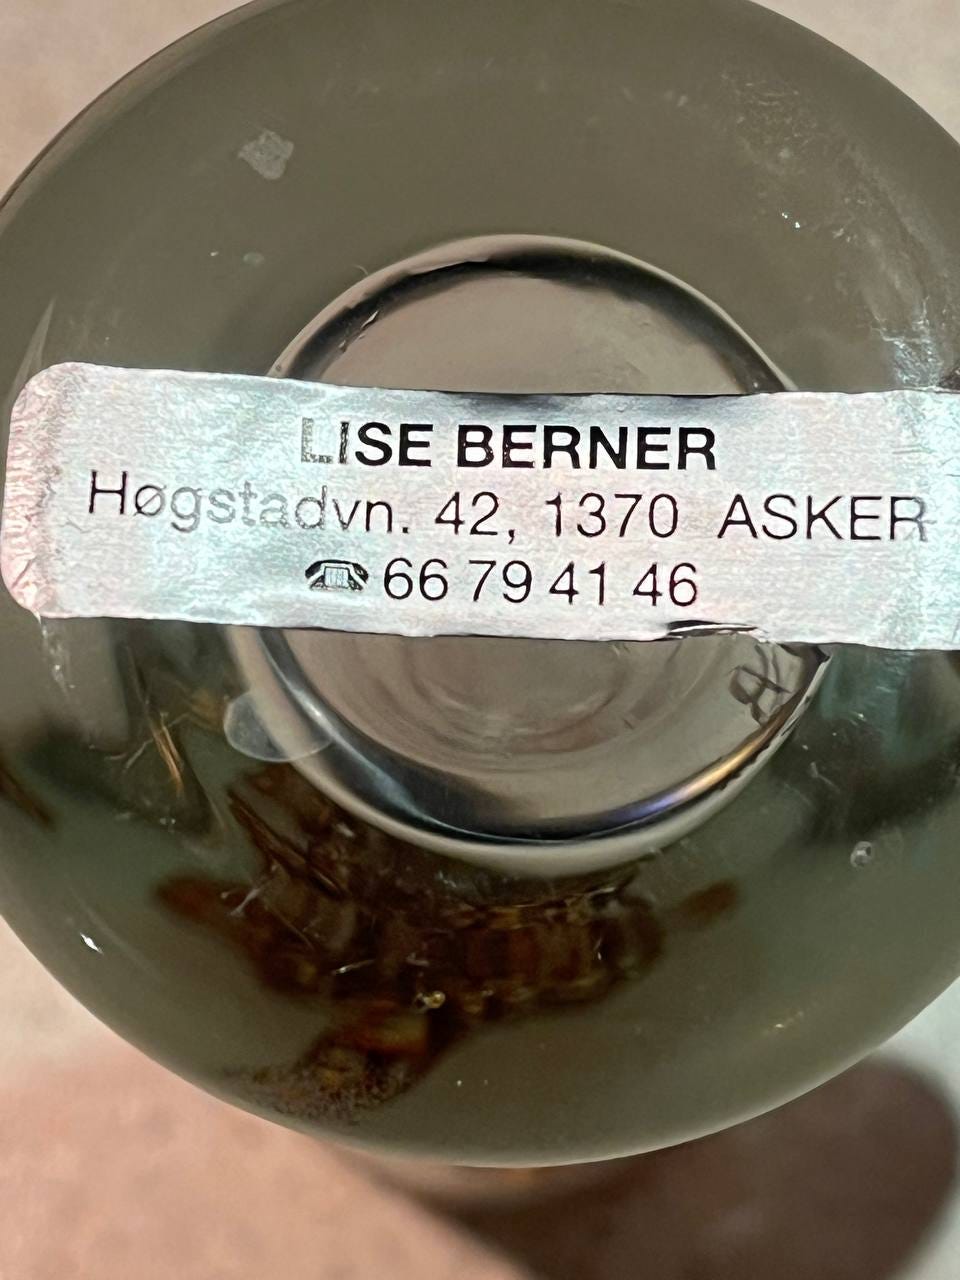 LISE BERNER
Høgstadvn. 42, 1370 ASKER
☎ 66 79 41 46